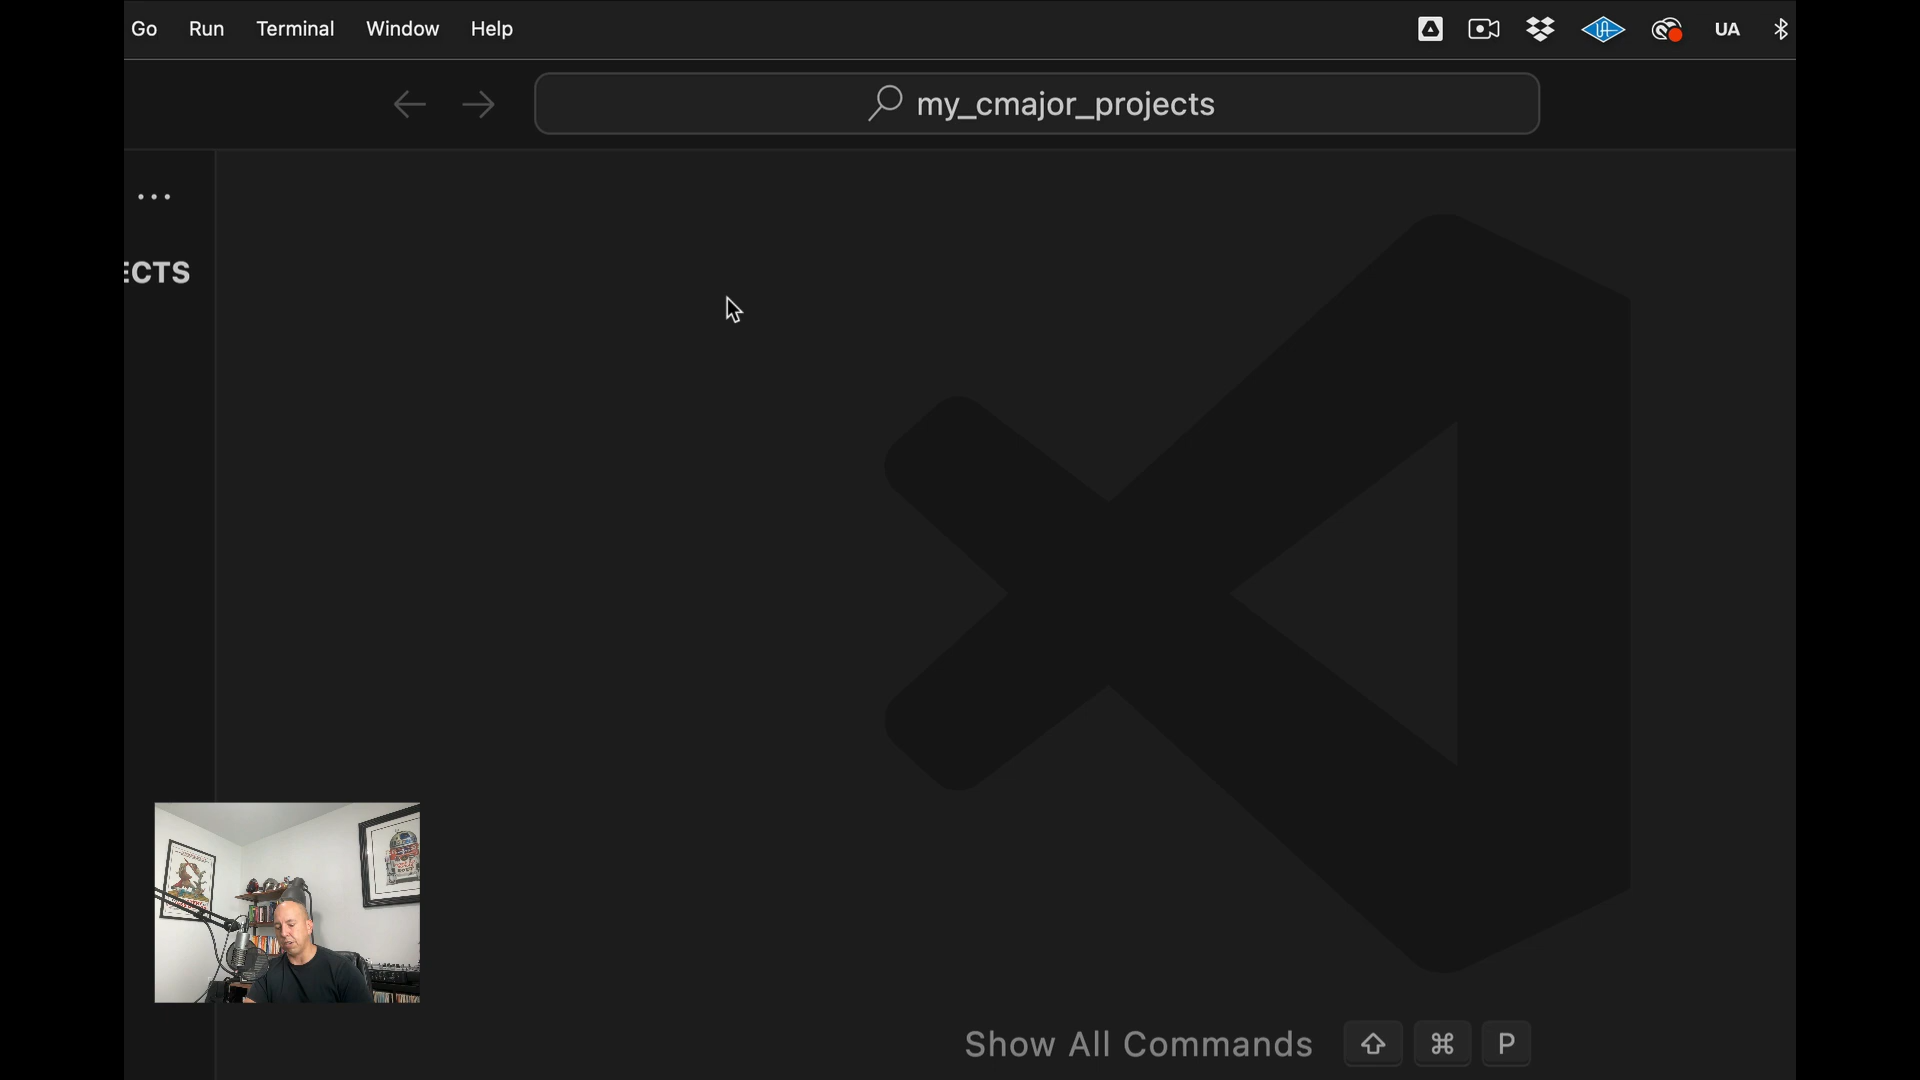 Go Run Terminal Window Help UA
my_cmajor_projects
...
ECTS
Show All Commands ⇧ ⌘ P